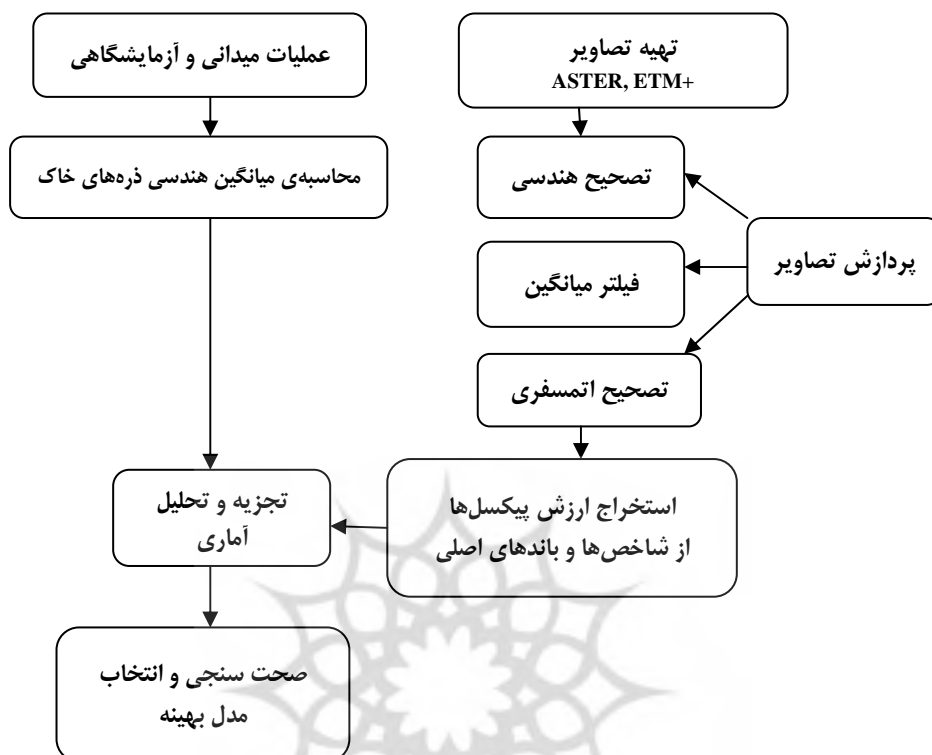 تهیه تصاویر
ASTER, ETM+
عملیات میدانی و آزمایشگاهی
تصحیح هندسی
محاسبه‌ی میانگین هندسی ذره‌های خاک
پردازش تصاویر
فیلتر میانگین
تصحیح اتمسفری
استخراج ارزش پیکسل‌ها
از شاخص‌ها و باندهای اصلی
تجزیه و تحلیل
آماری
صحت سنجی و انتخاب
مدل بهینه